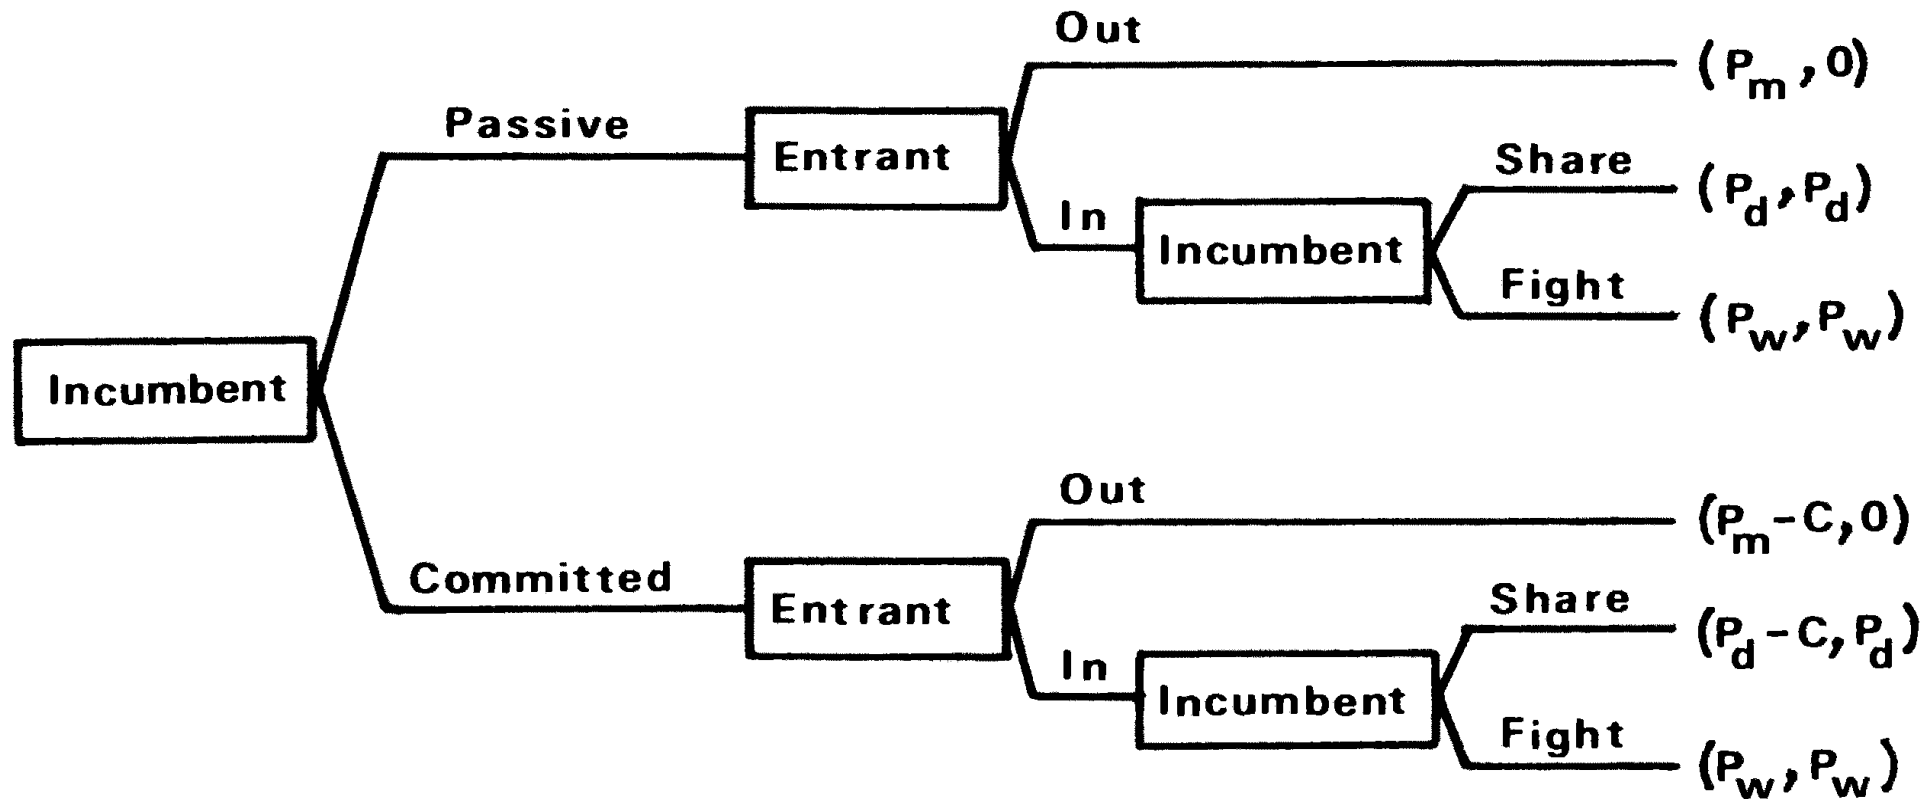 Out
(Pm, 0)
Passive
Entrant
Share
(Pd, Pd)
In
Incumbent
Fight
(Pw, Pw)
Incumbent
Out
(Pm-C, 0)
Committed
Entrant
Share
(Pd-C, Pd)
In
Incumbent
Fight
(Pw, Pw)